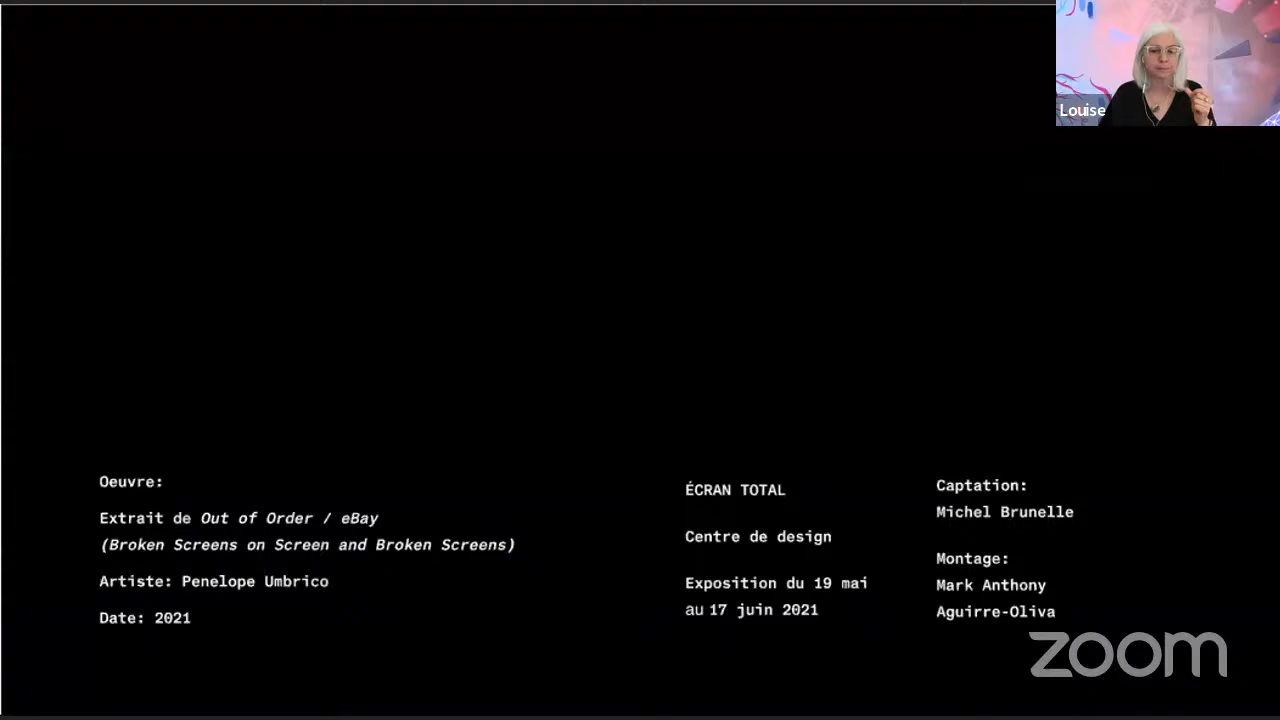 Louise
Oeuvre:
Extrait de Out of Order / eBay
(Broken Screens on Screen and Broken Screens)
Artiste: Penelope Umbrico
Date: 2021
ÉCRAN TOTAL
Centre de design
Exposition du 19 mai
au 17 juin 2021
Captation:
Michel Brunelle
Montage:
Mark Anthony
Aguirre-Oliva
zoom